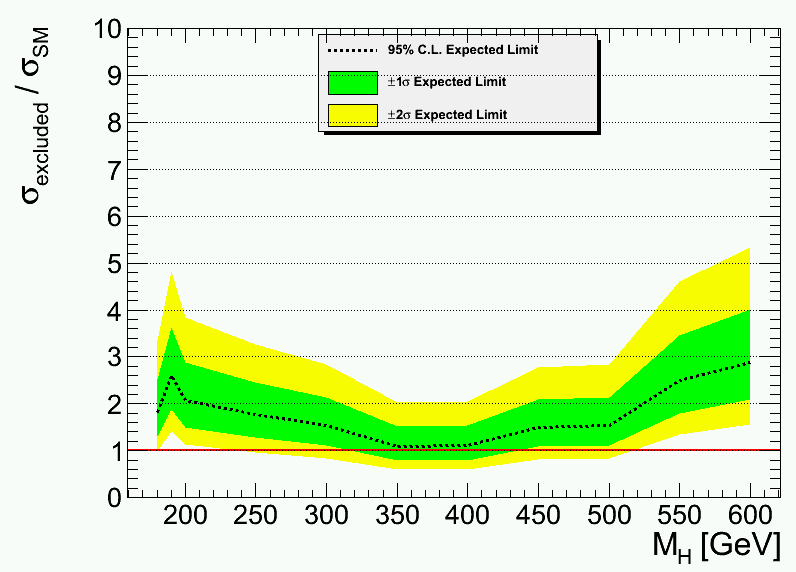 σexcluded / σSM
10
9
8
7
6
5
4
3
2
1
0
95% C.L. Expected Limit
±1σ Expected Limit
±2σ Expected Limit
200 250 300 350 400 450 500 550 600
MH [GeV]